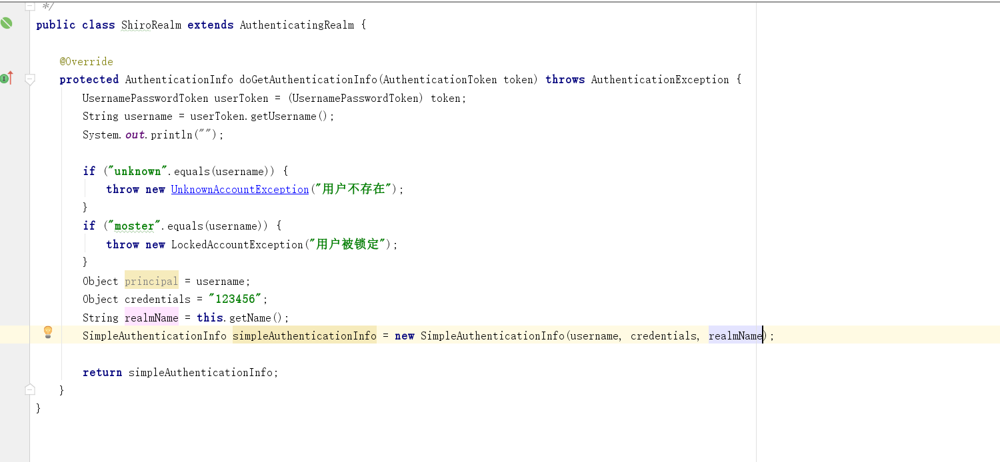 */
public class ShiroRealm extends AuthenticatingRealm {
@Override
protected AuthenticationInfo doGetAuthenticationInfo(AuthenticationToken token) throws AuthenticationException {
UsernamePasswordToken userToken = (UsernamePasswordToken) token;
String username = userToken.getUsername();
System.out.println("");
if ("unknown".equals(username)) {
throw new UnknownAccountException("用户不存在");
}
if ("moster".equals(username)) {
throw new LockedAccountException("用户被锁定");
}
Object principal = username;
Object credentials = "123456";
String realmName = this.getName();
SimpleAuthenticationInfo simpleAuthenticationInfo = new SimpleAuthenticationInfo(username, credentials, realmName);
return simpleAuthenticationInfo;
}
}